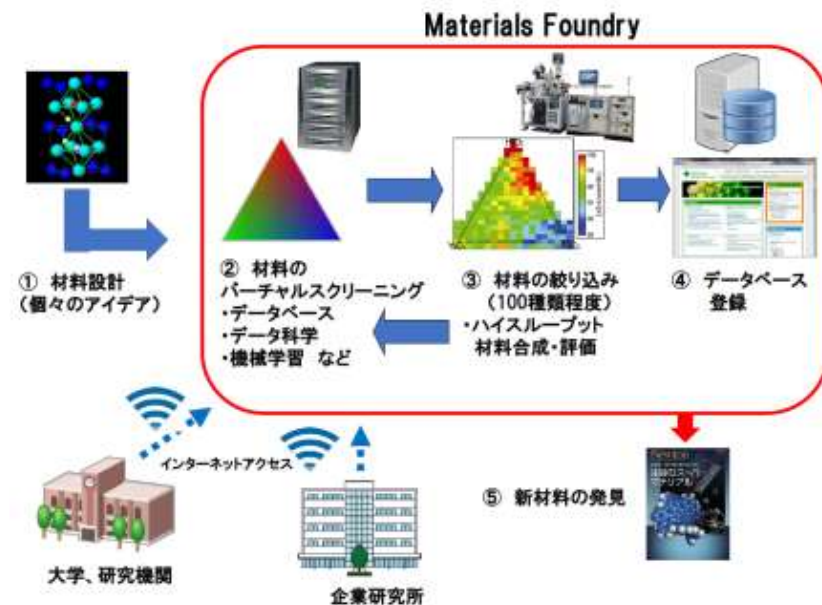 Materials Foundry
① 材料設計
(個々のアイデア)
② 材料の
バーチャルスクリーニング
・データベース
・データ科学
・機械学習 など
③ 材料の絞り込み
(100種類程度)
・ハイスループット
材料合成・評価
④ データベース
登録
インターネットアクセス
大学、研究機関
企業研究所
⑤ 新材料の発見
Newton